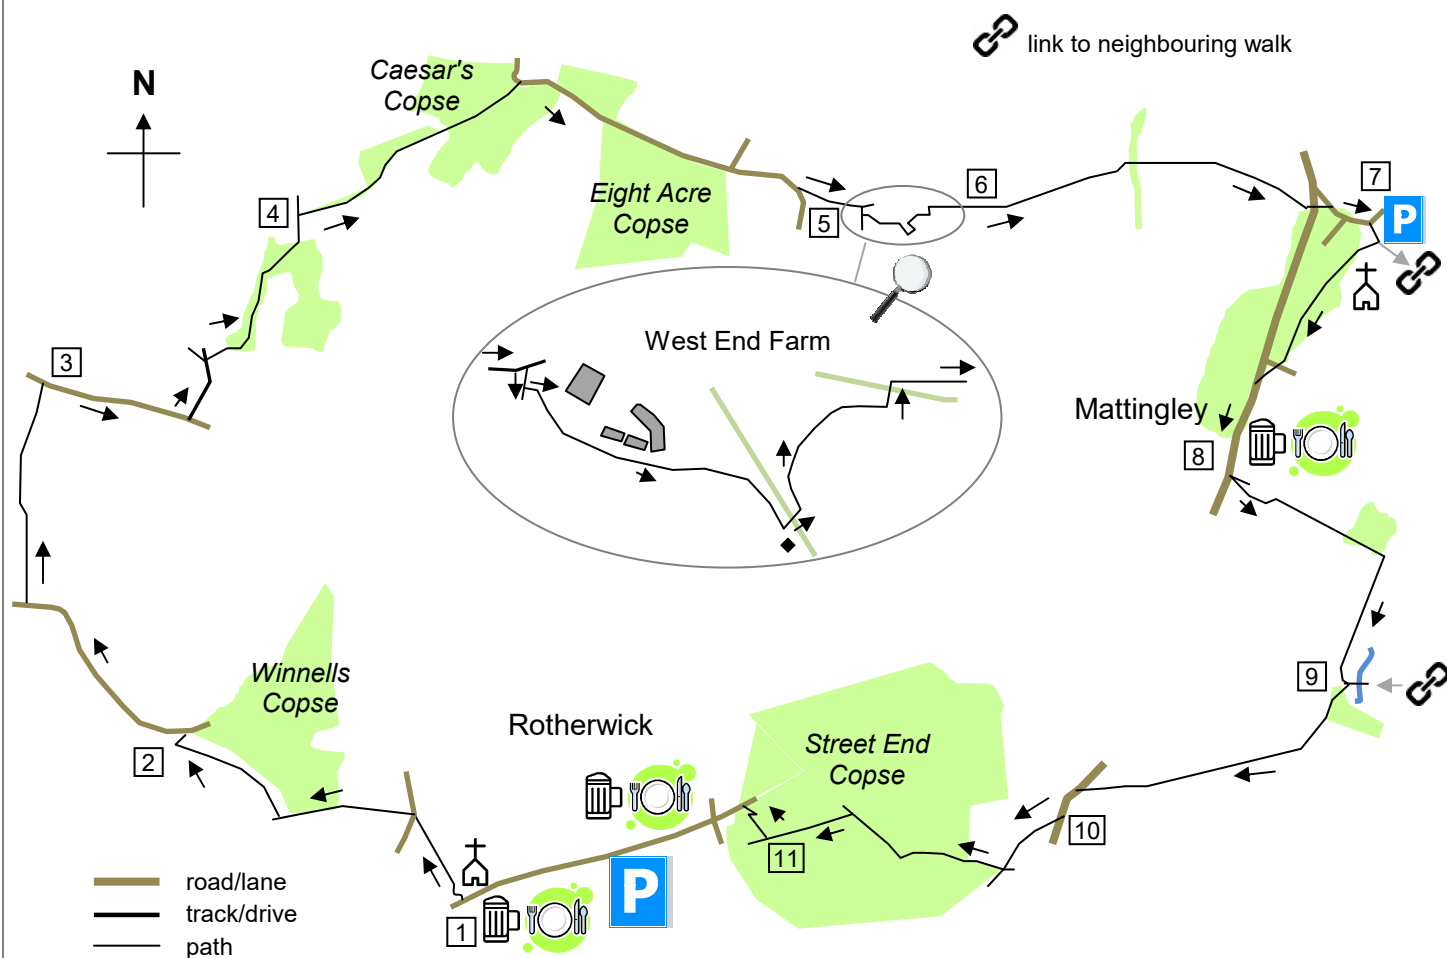 link to neighbouring walk
N
Caesar's
Copse
7
P
6
4
Eight Acre
Copse
5
West End Farm
3
Mattingley
8
Winnells
Copse
9
Rotherwick
Street End
Copse
2
10
11
P
1
road/lane
track/drive
path